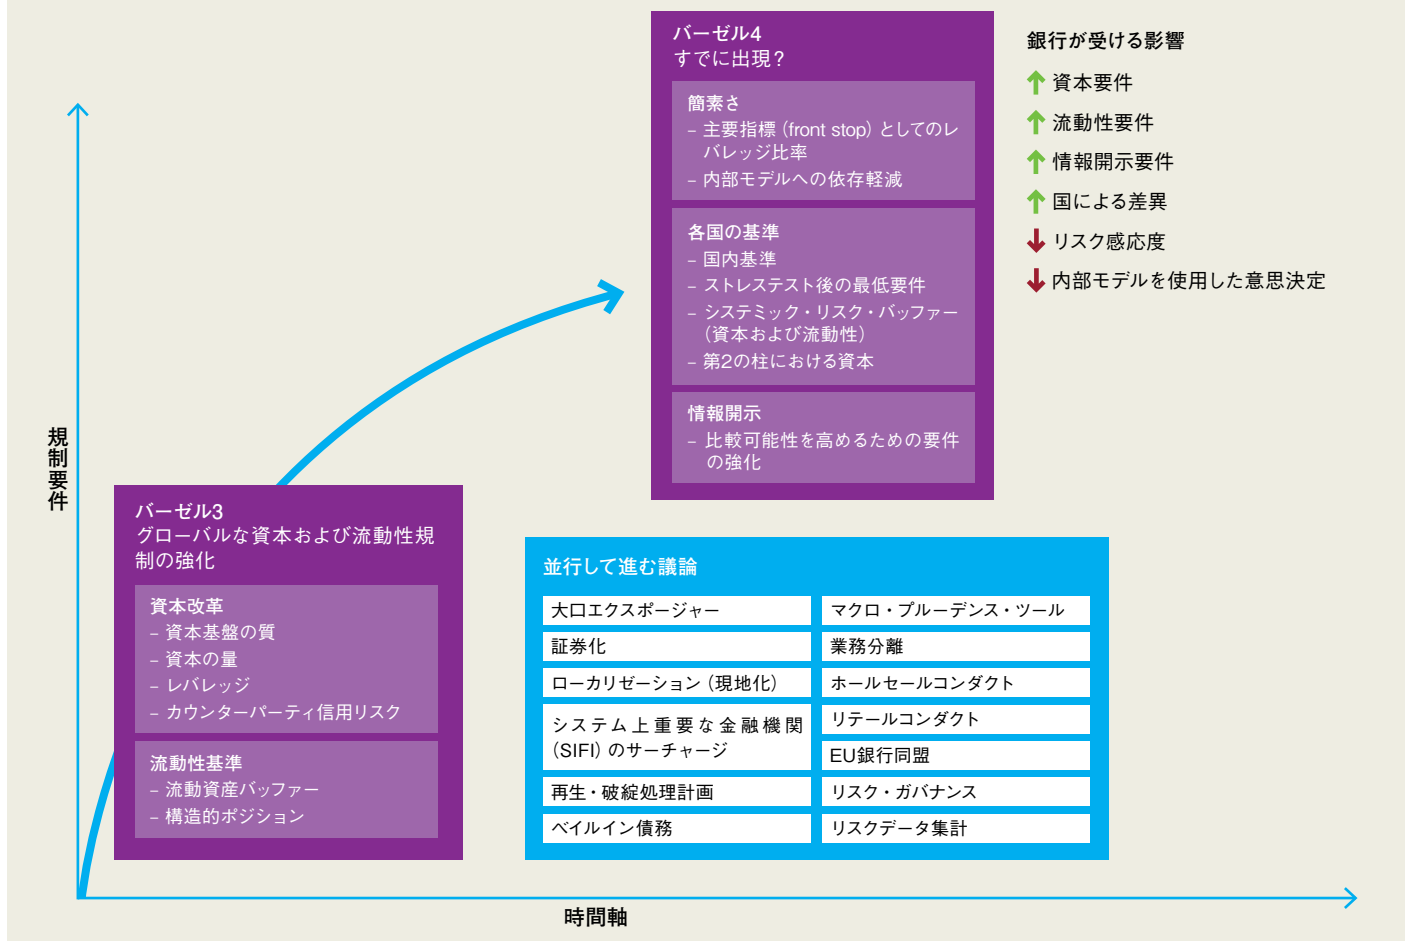 バーゼル4
すでに出現？
簡素さ
– 主要指標（front stop）としてのレ
バレッジ比率
– 内部モデルへの依存軽減
各国の基準
– 国内基準
– ストレステスト後の最低要件
– システミック・リスク・バッファー
（資本および流動性）
– 第2の柱における資本
情報開示
– 比較可能性を高めるための要件
の強化
銀行が受ける影響
資本要件
流動性要件
情報開示要件
国による差異
リスク感応度
内部モデルを使用した意思決定
規制要件
バーゼル3
グローバルな資本および流動性規
制の強化
資本改革
– 資本基盤の質
– 資本の量
– レバレッジ
– カウンターパーティ信用リスク
流動性基準
– 流動資産バッファー
– 構造的ポジション
並行して進む議論
大口エクスポージャー
証券化
ローカリゼーション（現地化）
システム上重要な金融機関
（SIFI）のサーチャージ
再生・破綻処理計画
ベイルイン債務
マクロ・プルーデンス・ツール
業務分離
ホールセールコンダクト
リテールコンダクト
EU銀行同盟
リスク・ガバナンス
リスクデータ集計
時間軸